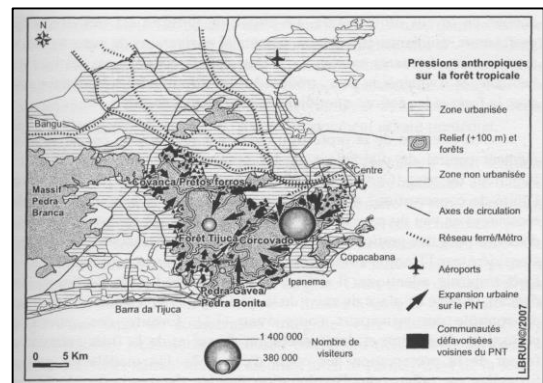 N
Pressions anthropiques
sur la forêt tropicale
Zone urbanisée
Relief (+100 m) et
forêts
Zone non urbanisée
Axes de circulation
Réseau ferré/Métro
Aéroports
Expansion urbaine
sur le PNT
Communautés
défavorisées
voisines du PNT
Bangu
Covanca/Pretos forros
Centre
Massif
Pedra
Branca
Forêt Tijuca
Corcovado
Copacabana
Pedra Gávea/
Pedra Bonita
Ipanema
Barra da Tijuca
0 5 Km
1 400 000
380 000
Nombre de
visiteurs
LBRUN©/2007